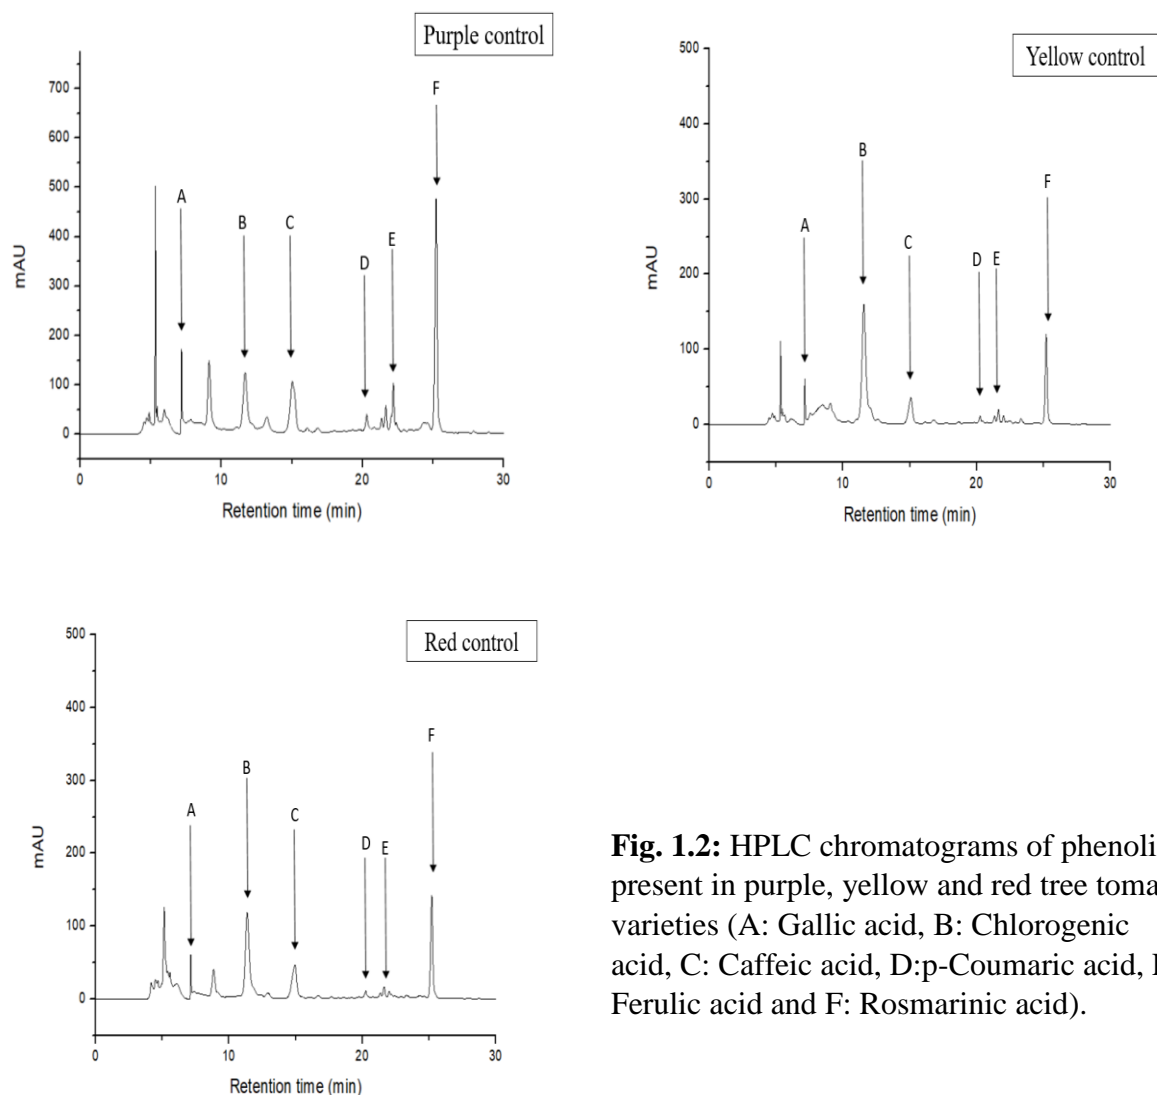 Purple control
700
600
500
400
300
200
100
0
mAU
A
B
C
D
E
F
0
10
20
30
Retention time (min)
Yellow control
500
400
300
200
100
0
mAU
A
B
C
D
E
F
0
10
20
30
Retention time (min)
Red control
500
400
300
200
100
0
mAU
A
B
C
D
E
F
0
10
20
30
Retention time (min)
Fig. 1.2: HPLC chromatograms of phenoli
present in purple, yellow and red tree toma
varieties (A: Gallic acid, B: Chlorogenic
acid, C: Caffeic acid, D:p-Coumaric acid,
Ferulic acid and F: Rosmarinic acid).